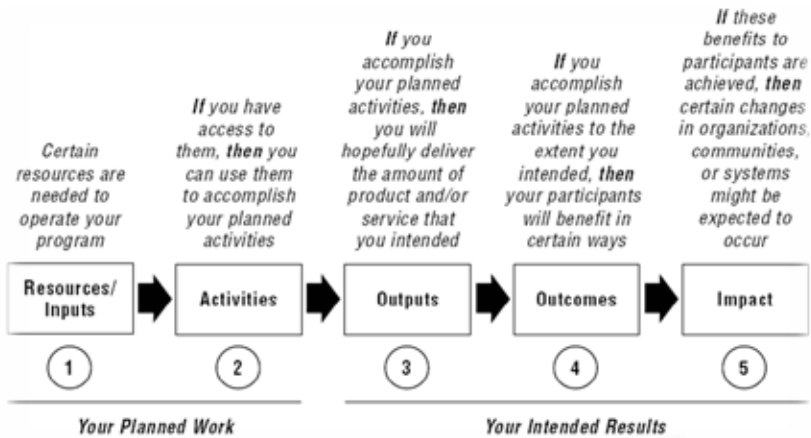 Certain
resources are
needed to
operate your
program
If you have
access to
them, then you
can use them
to accomplish
your planned
activities
If you
accomplish
your planned
activities, then
you will
hopefully deliver
the amount of
product and/or
service that
you intended
If you
accomplish
your planned
activities to the
extent you
intended, then
your participants
will benefit in
certain ways
If these
benefits to
participants are
achieved, then
certain changes
in organizations,
communities,
or systems
might be
expected to
occur
Resources/
Inputs
Activities
Outputs
Outcomes
Impact
1
2
3
4
5
Your Planned Work
Your Intended Results